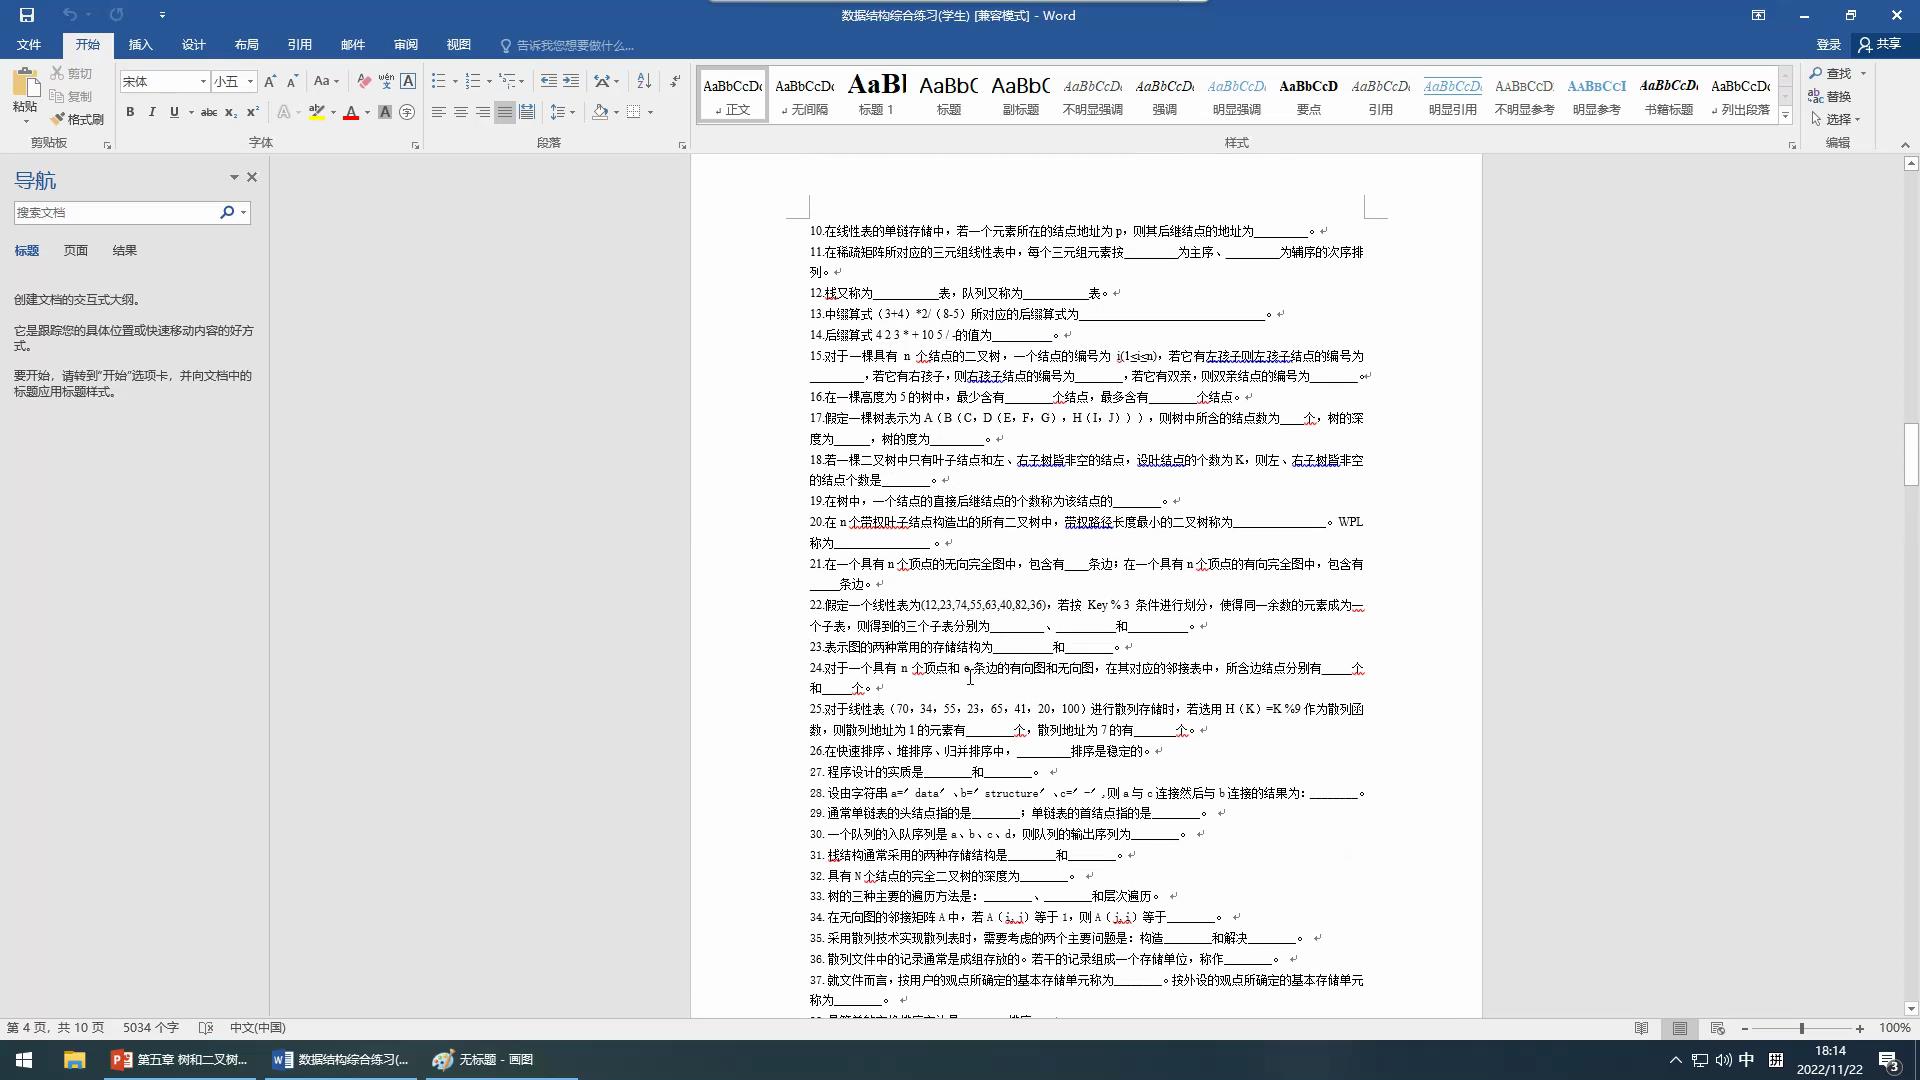 数据结构综合练习(学生) [兼容模式] - Word
文件 开始 插入 设计 布局 引用 邮件 审阅 视图 告诉我您想要做什么... 登录 共享
粘贴 剪切 复制 格式刷
宋体 小五
剪贴板 字体 段落 样式 编辑
AaBbCcDc AaBbCcDc AaBl AaBbC AaBbC AaBbCcDc AaBbCcDc AaBbCcDc AaBbCcD AaBbCcDc AaBbCcDc AaBbCcDi AaBbCcI AaBbCcDc AaBbCcDc
正文 无间隔 标题 1 标题 副标题 不明显强调 强调 明显强调 要点 引用 明显引用 不明显参考 明显参考 书籍标题 列出段落
查找
替换
选择
导航
搜索文档
标题 页面 结果
创建文档的交互式大纲。
它是跟踪您的具体位置或快速移动内容的好方
式。
要开始，请转到"开始"选项卡，并向文档中的
标题应用标题样式。
10.在线性表的单链存储中，若一个元素所在的结点地址为 p，则其后继结点的地址为_________。
11.在稀疏矩阵所对应的三元组线性表中，每个三元组元素按_________为主序、_________为辅序的次序排
列。
12.栈又称为___________表，队列又称为___________表。
13.中缀算式（3+4）*2/（8-5）所对应的后缀算式为_______________________________。
14.后缀算式 4 2 3 * + 10 5 / -的值为__________。
15.对于一棵具有 n 个结点的二叉树，一个结点的编号为 i(1≤i≤n)，若它有左孩子则左孩子结点的编号为
_________，若它有右孩子，则右孩子结点的编号为________，若它有双亲，则双亲结点的编号为________。
16.在一棵高度为 5 的树中，最少含有________个结点，最多含有________个结点。
17.假定一棵树表示为 A（B（C，D（E，F，G），H（I，J）），则树中所含的结点数为____个，树的深
度为______，树的度为_________。
18.若一棵二叉树中只有叶子结点和左、右子树皆非空的结点，设叶结点的个数为 K，则左、右子树皆非空
的结点个数是________。
19.在树中，一个结点的直接后继结点的个数称为该结点的________。
20.在 n 个带权叶子结点构造出的所有二叉树中，带权路径长度最小的二叉树称为________________。WPL
称为________________。
21.在一个具有 n 个顶点的无向完全图中，包含有____条边；在一个具有 n 个顶点的有向完全图中，包含有
_____条边。
22.假定一个线性表为(12,23,74,55,63,40,82,36)，若按 Key % 3 条件进行划分，使得同一余数的元素成为一
个子表，则得到的三个子表分别为_________、__________和__________。
23.表示图的两种常用的存储结构为__________和________。
24.对于一个具有 n 个顶点和 e 条边的有向图和无向图，在其对应的邻接表中，所含边结点分别有_____个
和_____个。
25.对于线性表（70，34，55，23，65，41，20，100）进行散列存储时，若选用 H（K）=K %9 作为散列函
数，则散列地址为 1 的元素有________个，散列地址为 7 的有_______个。
26.在快速排序、堆排序、归并排序中，_________排序是稳定的。
27. 程序设计的实质是________和________。
28. 设由字符串 a=′ data′ 、b=′ structure′ 、c=′ -′ ,则 a 与 c 连接然后与 b 连接的结果为：________。
29. 通常单链表的头结点指的是________；单链表的首结点指的是________。
30. 一个队列的入队序列是 a、b、c、d，则队列的输出序列为________。
31. 栈结构通常采用的两种存储结构是________和________。
32. 具有 N 个结点的完全二叉树的深度为________。
33. 树的三种主要的遍历方法是：________、________和层次遍历。
34. 在无向图的邻接矩阵 A 中，若 A（i,j）等于 1，则 A（j,i）等于________。
35. 采用散列技术实现散列表时，需要考虑的两个主要问题是：构造________和解决________。
36. 散列文件中的记录通常是成组存放的。若干的记录组成一个存储单位，称作________。
37. 就文件而言，按用户的观点所确定的基本存储单元称为________。按外设的观点所确定的基本存储单元
称为________。
第 4 页，共 10 页 5034 个字 中文(中国) 100%
第五章 树和二叉树... 数据结构综合练习(... 无标题 - 画图
中 18:14
2022/11/22
3